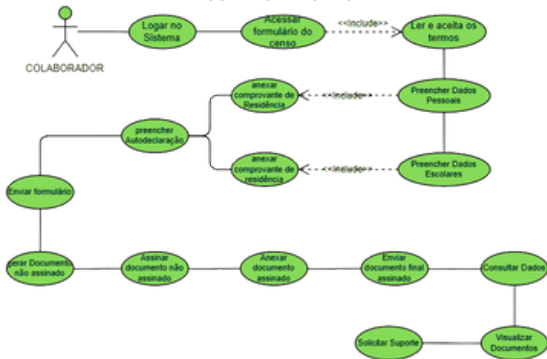 Logar no
Sistema
Acessar
formulário do
censo
<<Include>>
Ler e aceita os
termos
COLABORADOR
anexar
comprovante de
Residência
<<Include>>
Preencher Dados
Pessoais
preencher
Autodeclaração
anexar
comprovante de
residência
<<Include>>
Preencher Dados
Escolares
Enviar formulário
gerar Documento
não assinado
Assinar
documento não
assinado
Anexar
documento
assinado
Enviar
documento final
assinado
Consultar Dados
Solicitar Suporte
Visualizar
Documentos